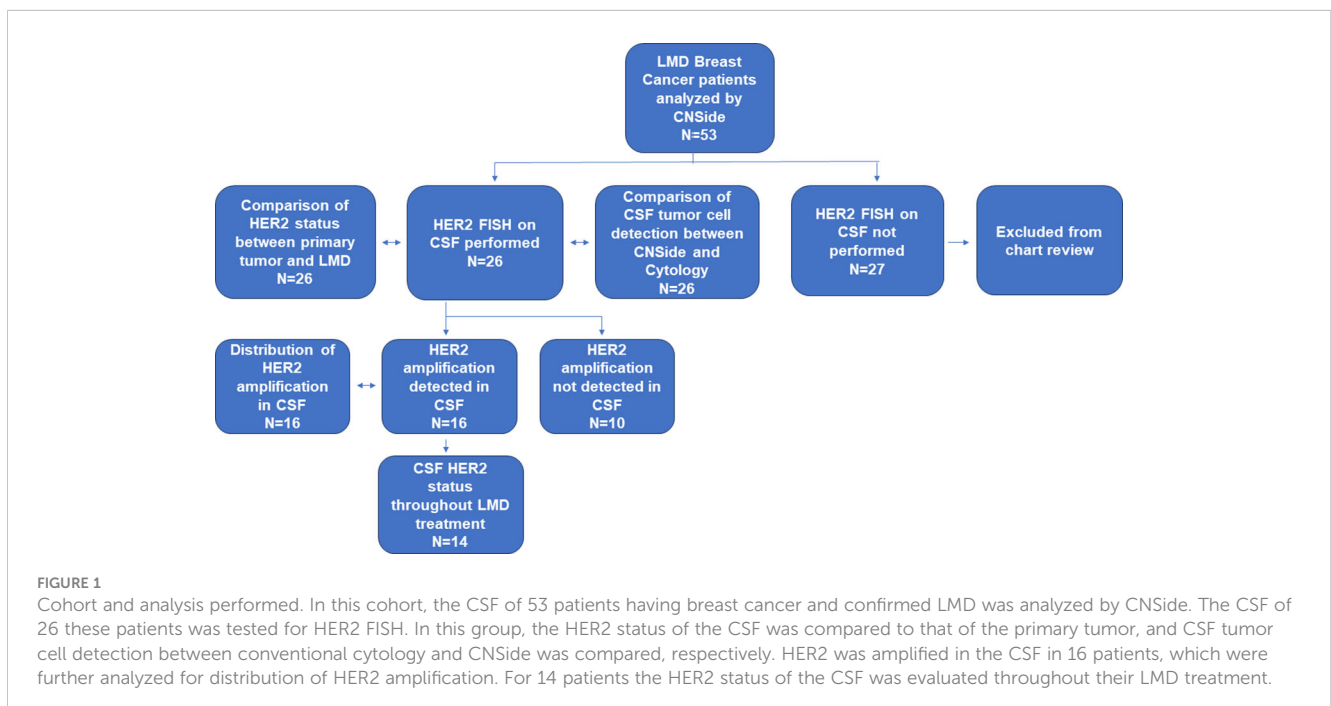 LMD Breast
Cancer patients
analyzed by
CNSide
N=53
Comparison of
HER2 status
between primary
tumor and LMD
N=26
HER2 FISH on
CSF performed
N=26
Comparison of
CSF tumor cell
detection between
CNSide and
Cytology
N=26
HER2 FISH on
CSF not
performed
N=27
Excluded from
chart review
Distribution of
HER2
amplification
in CSF
N=16
HER2
amplification
detected in
CSF
N=16
HER2
amplification
not detected in
CSF
N=10
CSF HER2
status
throughout LMD
treatment
N=14
FIGURE 1
Cohort and analysis performed. In this cohort, the CSF of 53 patients having breast cancer and confirmed LMD was analyzed by CNSide. The CSF of
26 these patients was tested for HER2 FISH. In this group, the HER2 status of the CSF was compared to that of the primary tumor, and CSF tumor
cell detection between conventional cytology and CNSide was compared, respectively. HER2 was amplified in the CSF in 16 patients, which were
further analyzed for distribution of HER2 amplification. For 14 patients the HER2 status of the CSF was evaluated throughout their LMD treatment.